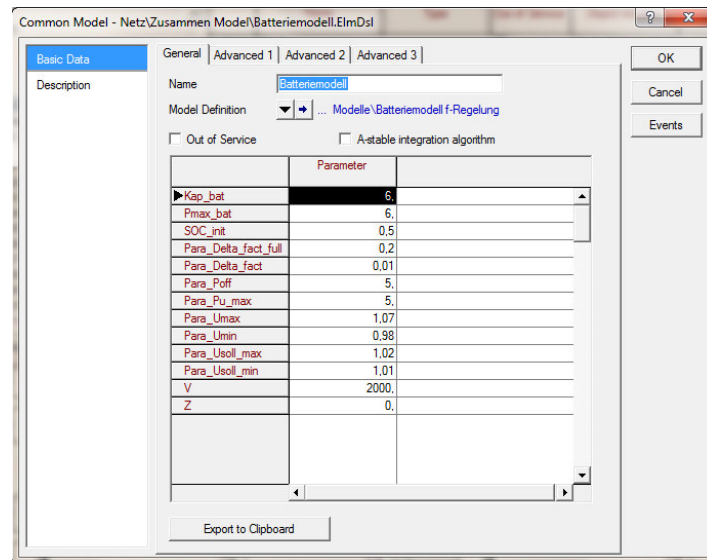 Common Model - Netz\Zusammen Model\Batteriemodell.ElmDsl
Basic Data
Description
General Advanced 1 Advanced 2 Advanced 3
Name Batteriemodell
Model Definition ... Modelle\Batteriemodell f-Regelung
Out of Service A-stable integration algorithm
Parameter
Kap_bat 6,
Pmax_bat 6,
SOC_init 0,5
Para_Delta_fact_full 0,2
Para_Delta_fact 0,01
Para_Poff 5,
Para_Pu_max 5,
Para_Umax 1,07
Para_Umin 0,98
Para_Usoll_max 1,02
Para_Usoll_min 1,01
V 2000,
Z 0,
Export to Clipboard
OK
Cancel
Events